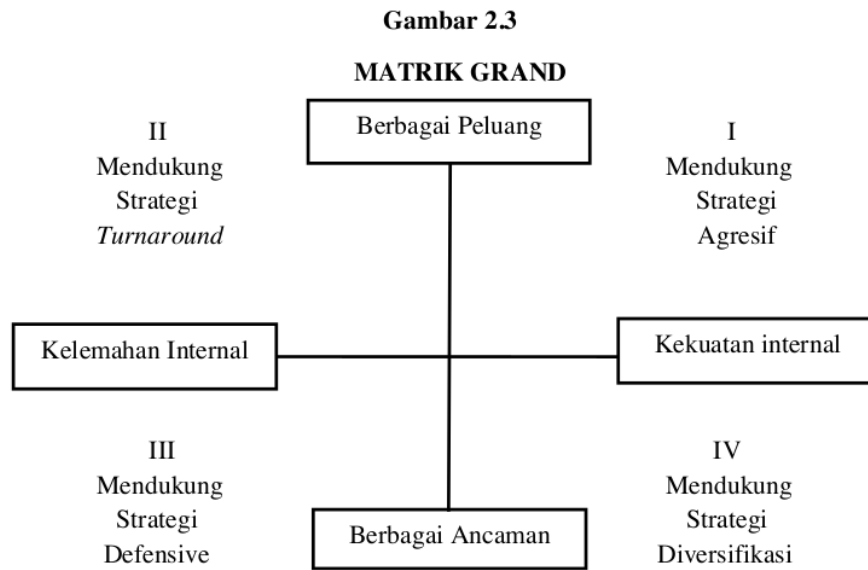 Gambar 2.3
MATRIK GRAND
Berbagai Peluang
II
Mendukung
Strategi
Turnaround
I
Mendukung
Strategi
Agresif
Kelemahan Internal
Kekuatan internal
III
Mendukung
Strategi
Defensive
Berbagai Ancaman
IV
Mendukung
Strategi
Diversifikasi